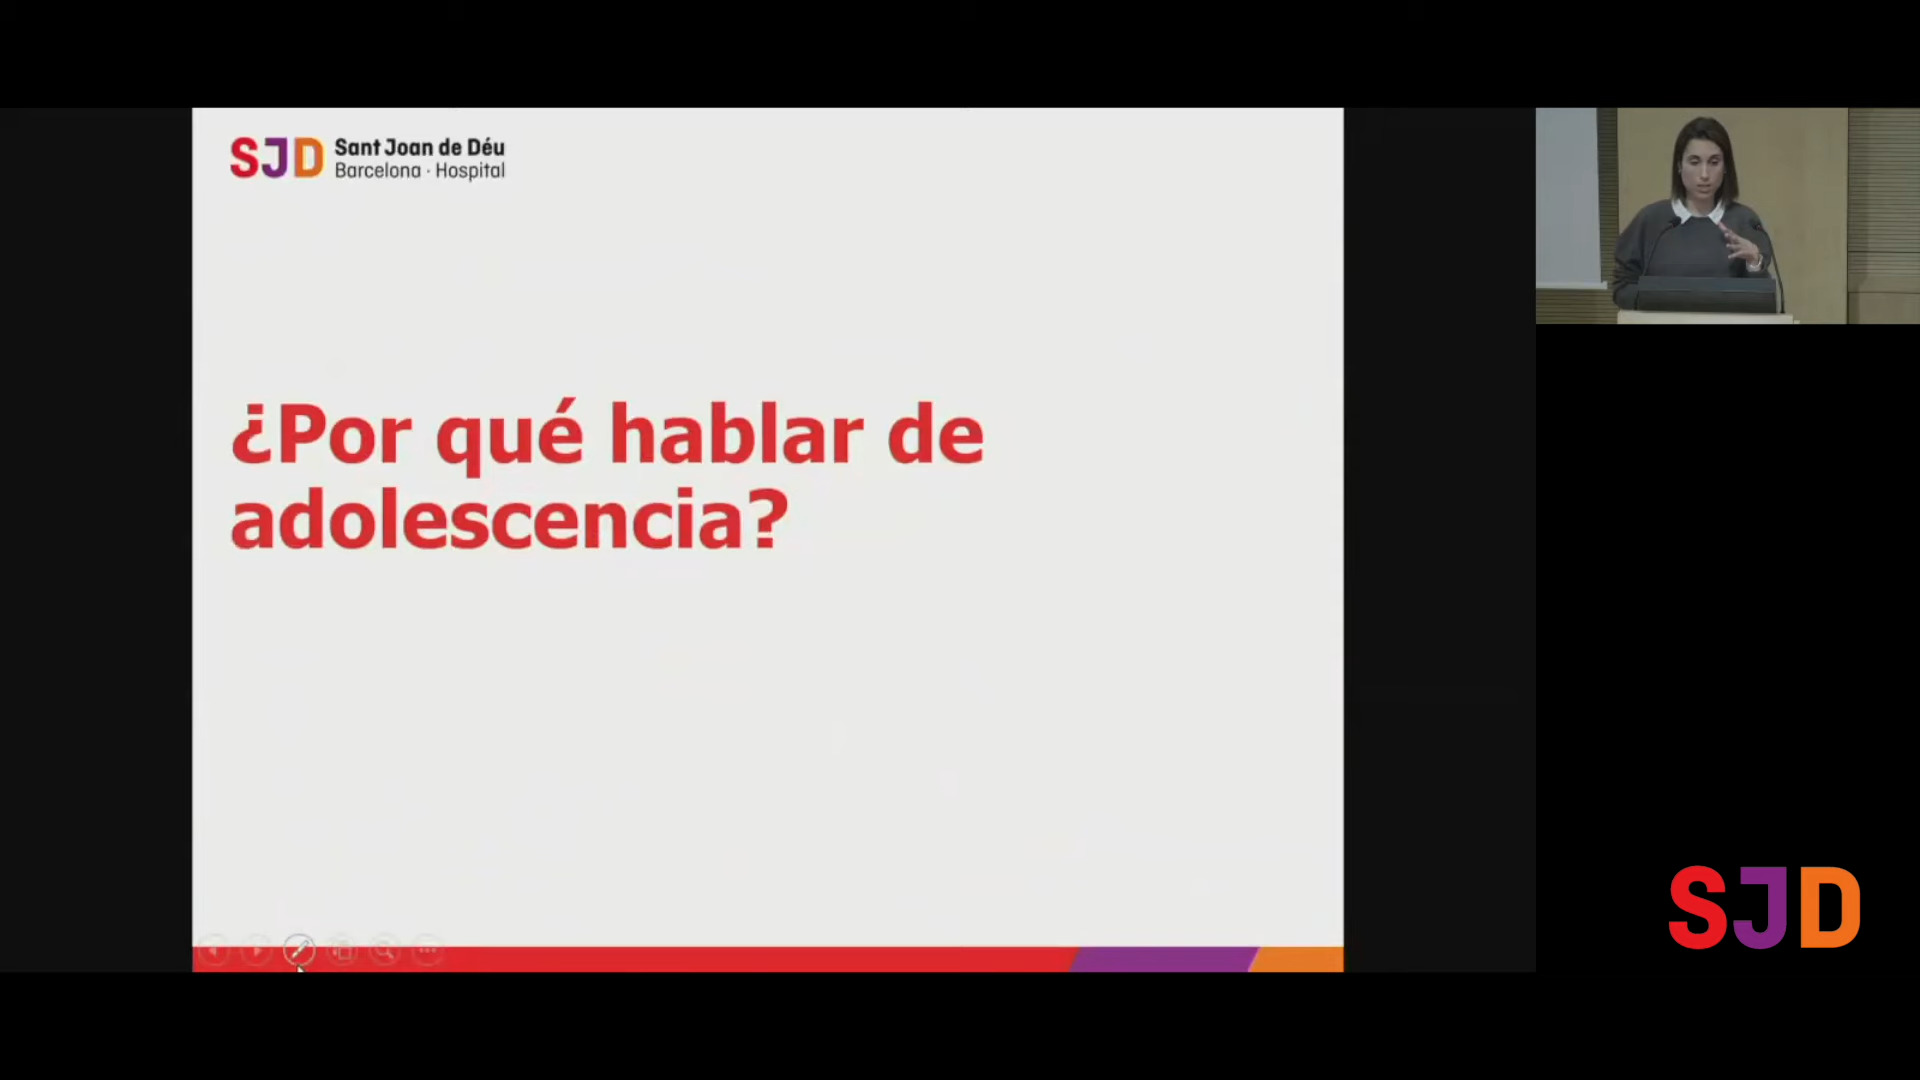 SJD Sant Joan de Déu
Barcelona · Hospital
¿Por qué hablar de
adolescencia?
SJD